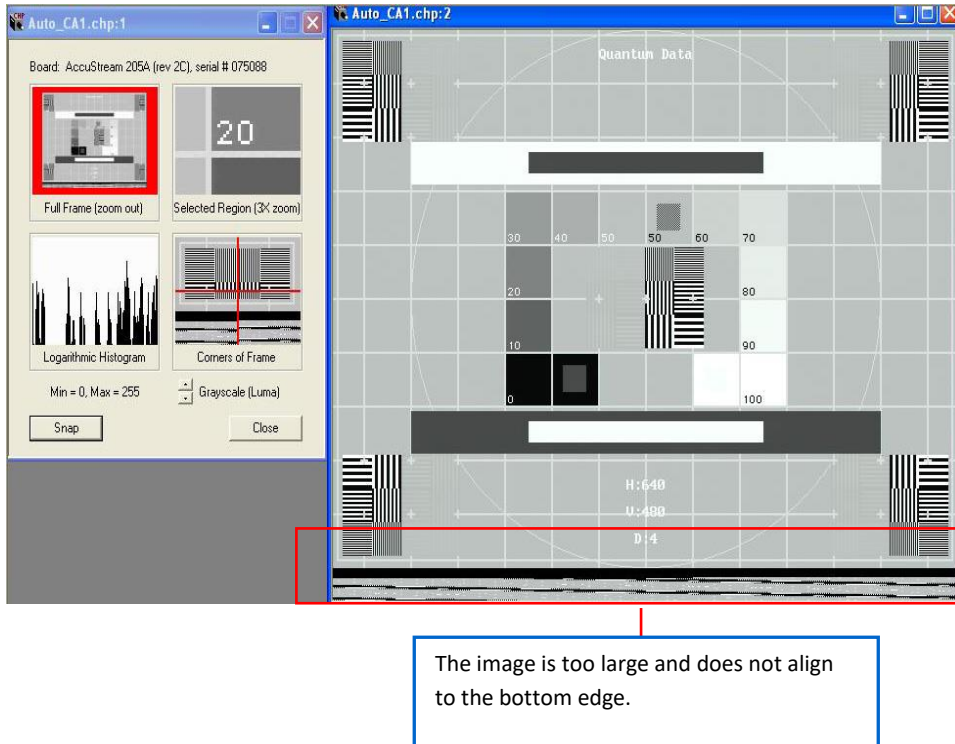 Auto_CA1.chp:1
Board: AccuStream 205A (rev 2C), serial # 075088
20
Full Frame (zoom out)
Selected Region (3X zoom)
Logarithmic Histogram
Corners of Frame
Min = 0, Max = 255
Grayscale (Luma)
Snap
Close
Auto_CA1.chp:2
Quantum Data
30 40 50 50 60 70
20 80
10 90
0 100
H:640
V:480
D:4
The image is too large and does not align
to the bottom edge.